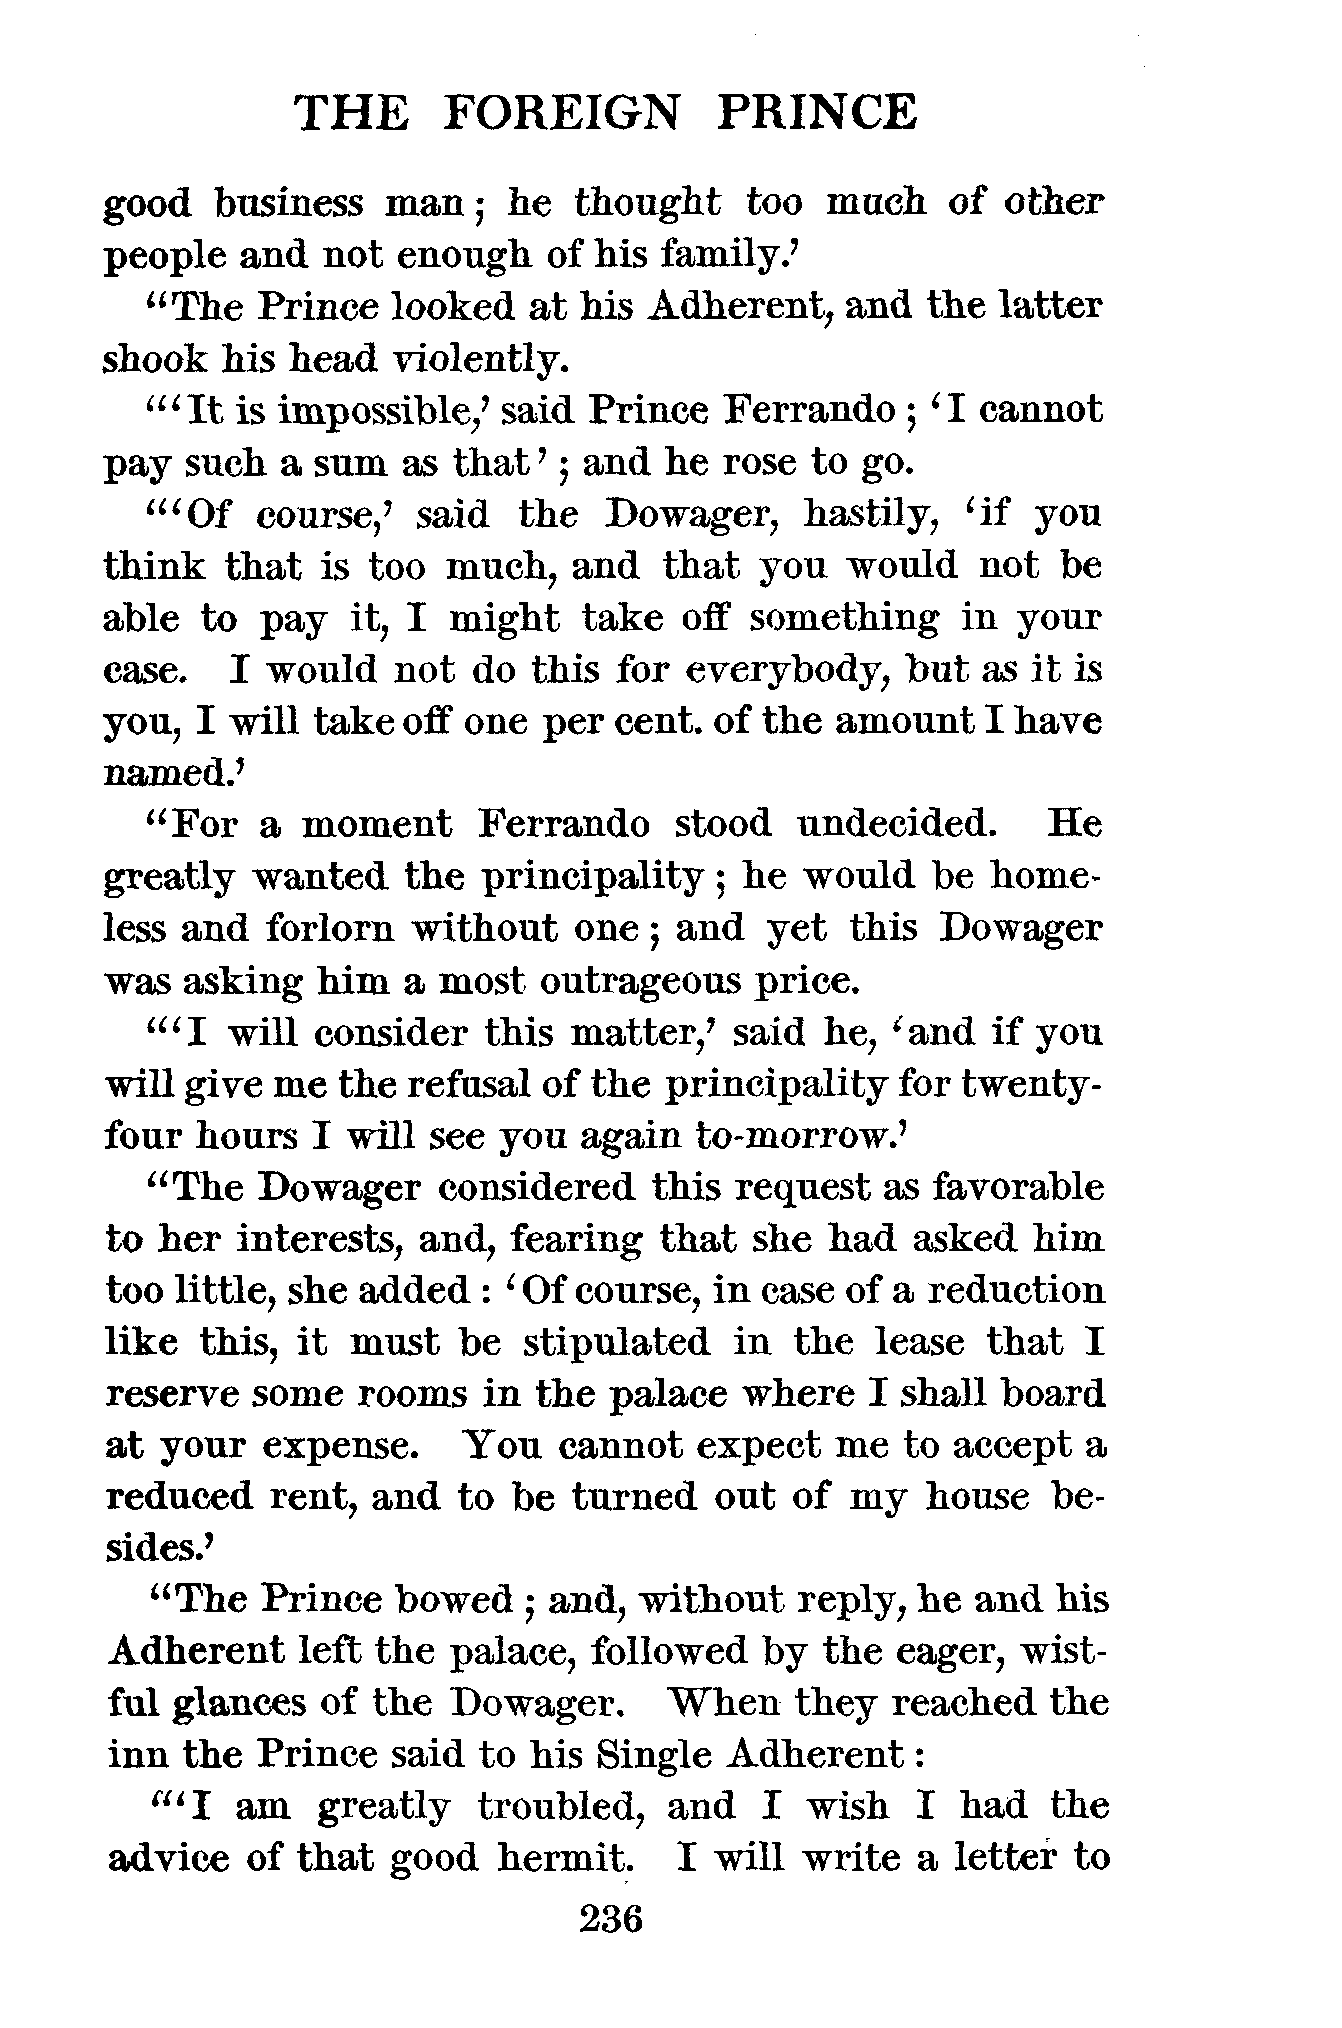 THE FOREIGN PRINCE
good business man ; he thought too much of other
people and not enough of his family.’
“The Prince looked at his Adherent, and the latter
shook his head violently.
“‘It is impossible,’ said Prince Ferrando ; ‘I cannot
pay such a sum as that’ ; and he rose to go.
“‘Of course,’ said the Dowager, hastily, ‘if you
think that is too much, and that you would not be
able to pay it, I might take off something in your
case. I would not do this for everybody, but as it is
you, I will take off one per cent. of the amount I have
named.’
“For a moment Ferrando stood undecided. He
greatly wanted the principality ; he would be home-
less and forlorn without one ; and yet this Dowager
was asking him a most outrageous price.
“‘I will consider this matter,’ said he, ‘and if you
will give me the refusal of the principality for twenty-
four hours I will see you again to-morrow.’
“The Dowager considered this request as favorable
to her interests, and, fearing that she had asked him
too little, she added : ‘Of course, in case of a reduction
like this, it must be stipulated in the lease that I
reserve some rooms in the palace where I shall board
at your expense. You cannot expect me to accept a
reduced rent, and to be turned out of my house be-
sides.’
“The Prince bowed ; and, without reply, he and his
Adherent left the palace, followed by the eager, wist-
ful glances of the Dowager. When they reached the
inn the Prince said to his Single Adherent :
“‘I am greatly troubled, and I wish I had the
advice of that good hermit. I will write a letter to
236